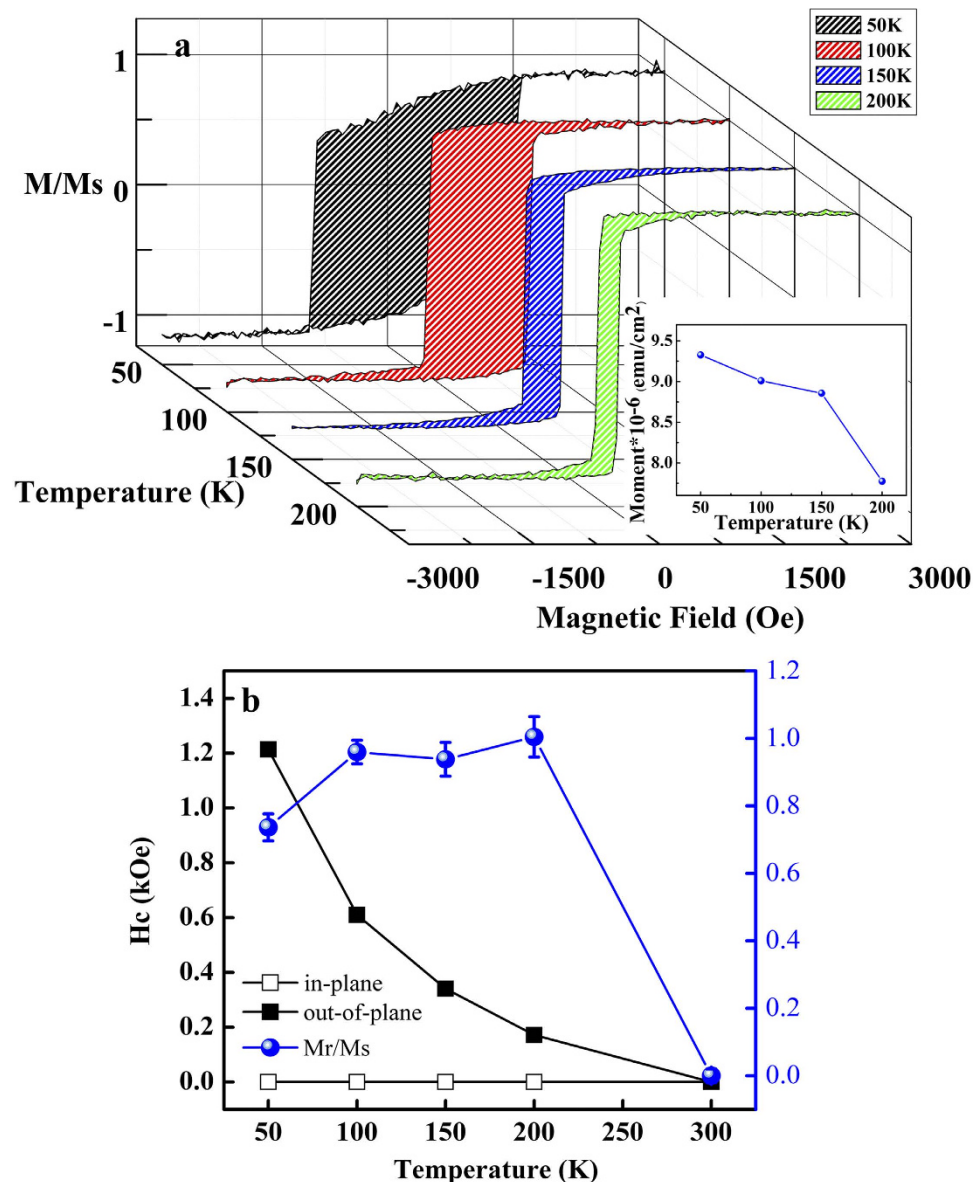 a
50K
100K
150K
200K
1
M/Ms 0
-1
50
100
150
200
Temperature (K)
-3000 -1500 0 1500 3000
Magnetic Field (Oe)
Moment*10-6 (emu/cm2)
9.5
9.0
8.5
8.0
50 100 150 200
Temperature (K)
b
Hc (kOe)
1.4
1.2
1.0
0.8
0.6
0.4
0.2
0.0
in-plane
out-of-plane
Mr/Ms
1.2
1.0
0.8
0.6
0.4
0.2
0.0
50 100 150 200 250 300
Temperature (K)